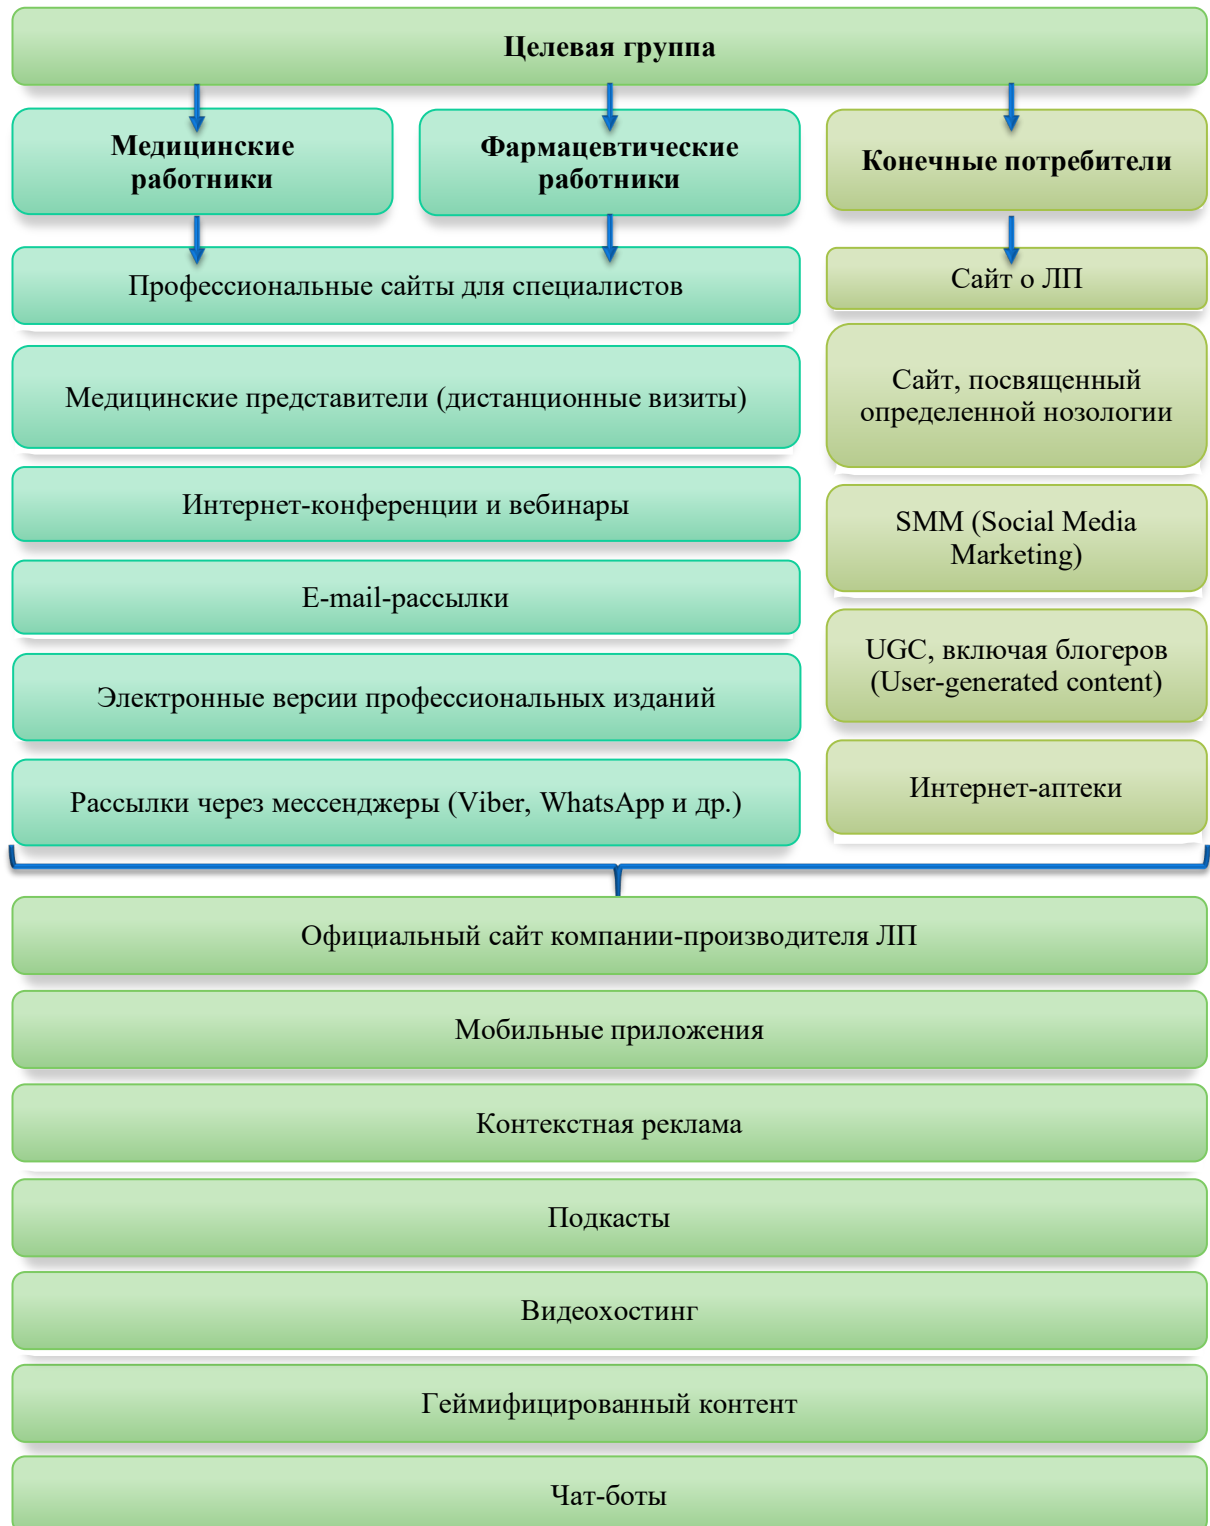 Целевая группа
Медицинские
работники
Фармацевтические
работники
Конечные потребители
Профессиональные сайты для специалистов
Медицинские представители (дистанционные визиты)
Интернет-конференции и вебинары
E-mail-рассылки
Электронные версии профессиональных изданий
Рассылки через мессенджеры (Viber, WhatsApp и др.)
Сайт о ЛП
Сайт, посвященный
определенной нозологии
SMM (Social Media
Marketing)
UGC, включая блогеров
(User-generated content)
Интернет-аптеки
Официальный сайт компании-производителя ЛП
Мобильные приложения
Контекстная реклама
Подкасты
Видеохостинг
Геймифицированный контент
Чат-боты